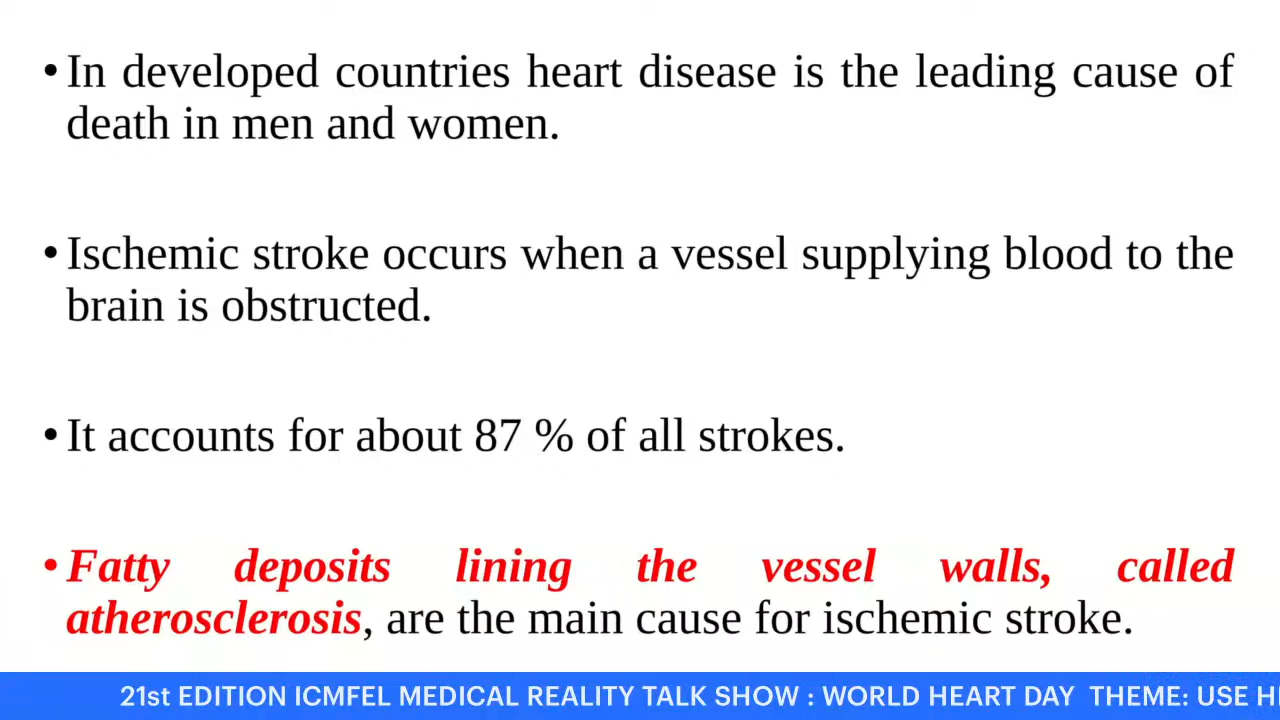 • In developed countries heart disease is the leading cause of
death in men and women.
• Ischemic stroke occurs when a vessel supplying blood to the
brain is obstructed.
• It accounts for about 87 % of all strokes.
• Fatty deposits lining the vessel walls, called
atherosclerosis, are the main cause for ischemic stroke.
21st EDITION ICMFEL MEDICAL REALITY TALK SHOW : WORLD HEART DAY THEME: USE H